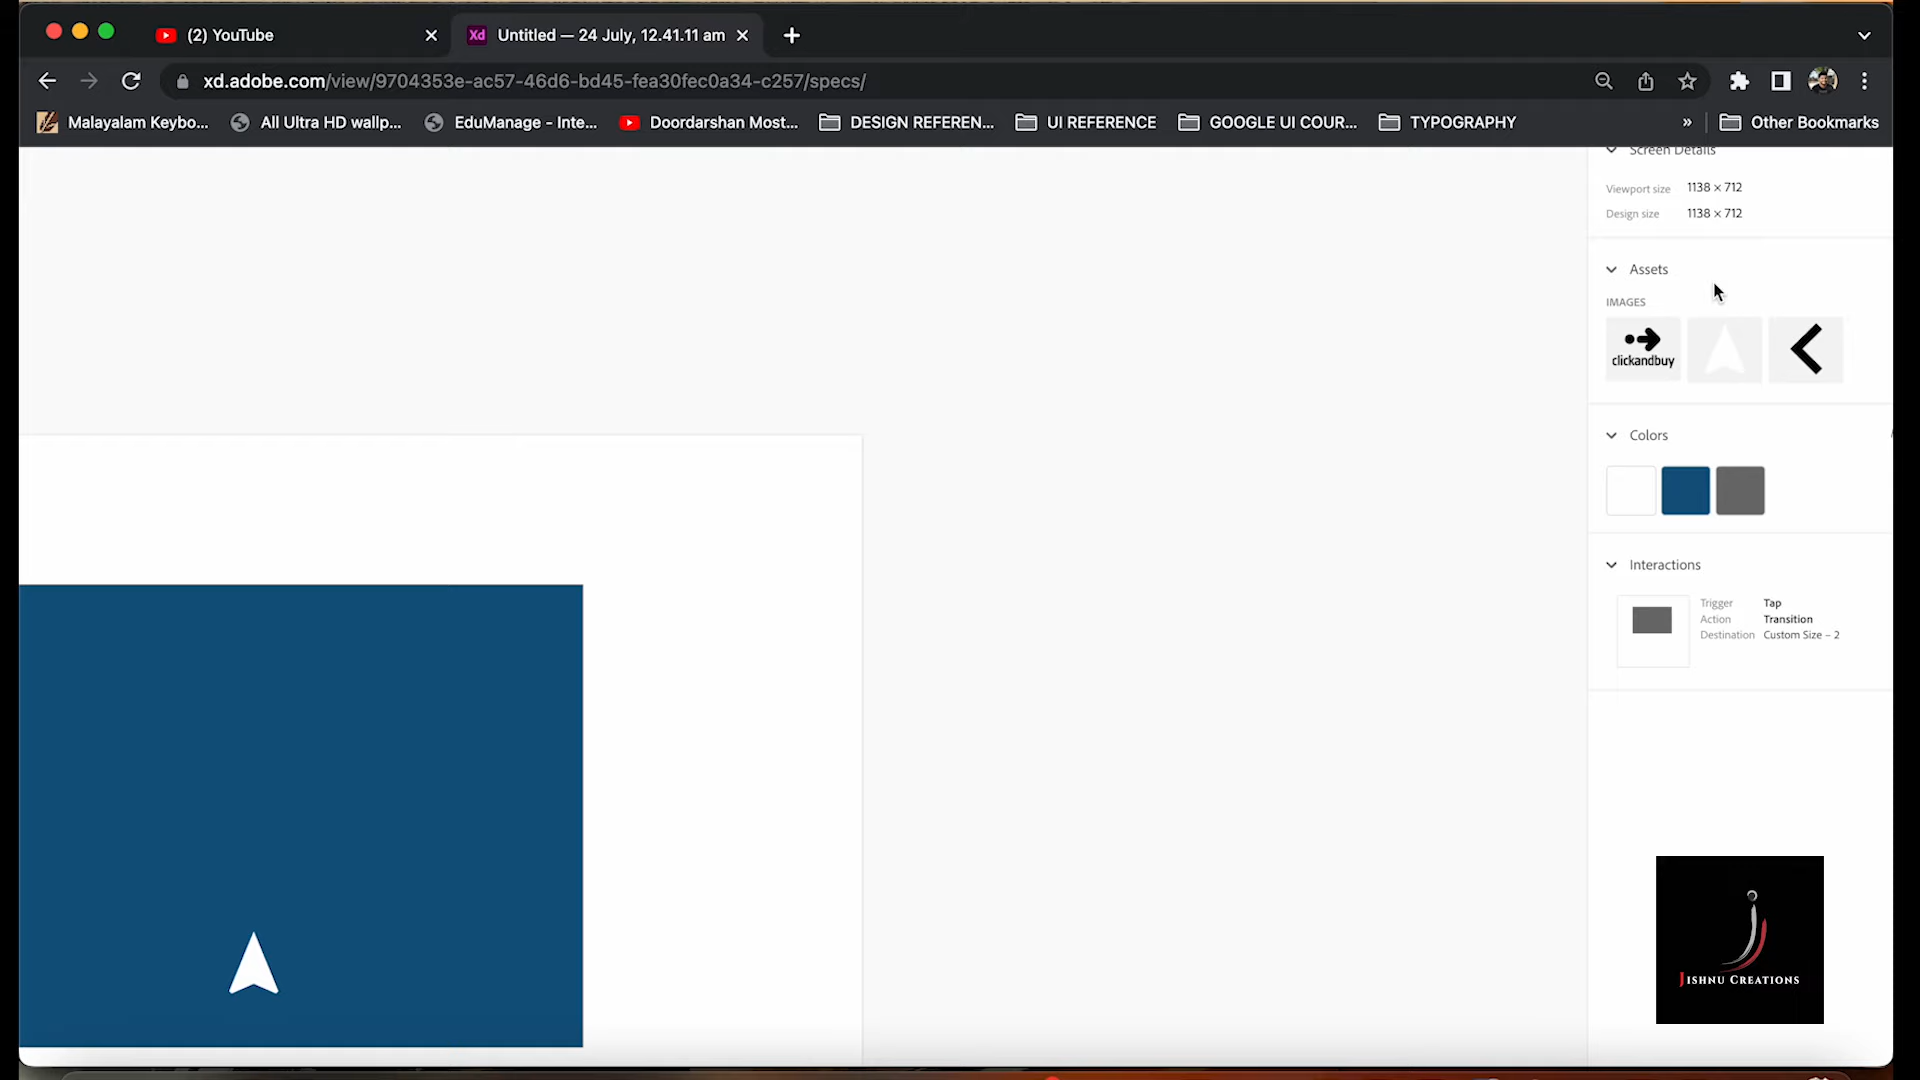 (2) YouTube
Xd
Untitled — 24 July, 12.41.11 am
xd.adobe.com/view/9704353e-ac57-46d6-bd45-fea30fec0a34-c257/specs/
Malayalam Keybo...
All Ultra HD wallp...
EduManage - Inte...
Doordarshan Most...
DESIGN REFEREN...
UI REFERENCE
GOOGLE UI COUR...
TYPOGRAPHY
»
Other Bookmarks
Screen Details
Viewport size 1138 × 712
Design size 1138 × 712
Assets
IMAGES
clickandbuy
Colors
Interactions
Trigger Tap
Action Transition
Destination Custom Size – 2
JISHNU CREATIONS